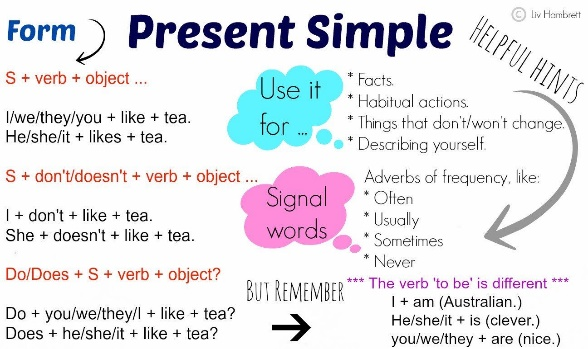 © Liv Hambrett
Form
Present Simple
HELPFUL HINTS
S + verb + object ...
I/we/they/you + like + tea.
He/she/it + likes + tea.
S + don't/doesn't + verb + object ...
I + don't + like + tea.
She + doesn't + like + tea.
Do/Does + S + verb + object?
Do + you/we/they/I + like + tea?
Does + he/she/it + like + tea?
Use it
for ...
* Facts.
* Habitual actions.
* Things that don't/won't change.
* Describing yourself.
Signal
words
Adverbs of frequency, like:
* Often
* Usually
* Sometimes
* Never
BUT REMEMBER
*** The verb 'to be' is different ***
I + am (Australian.)
He/she/it + is (clever.)
you/we/they + are (nice.)